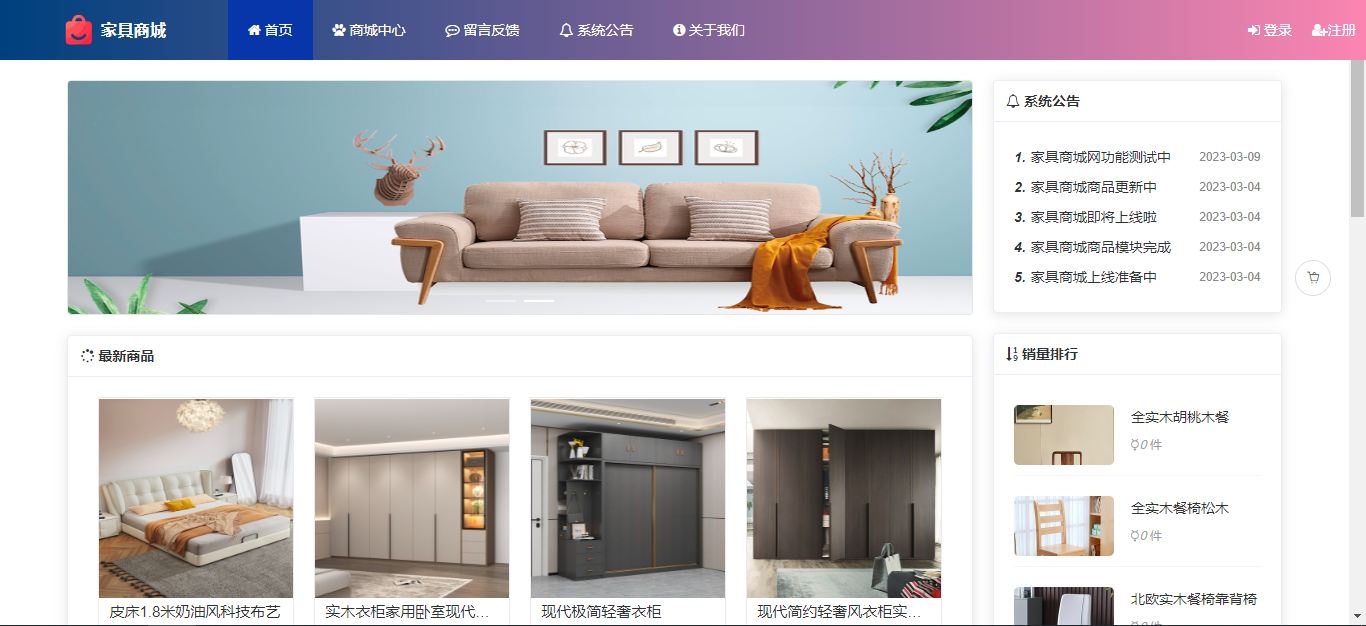 家具商城
首页
商城中心
留言反馈
系统公告
关于我们
登录
注册
系统公告
1. 家具商城网功能测试中 2023-03-09
2. 家具商城商品更新中 2023-03-04
3. 家具商城即将上线啦 2023-03-04
4. 家具商城商品模块完成 2023-03-04
5. 家具商城上线准备中 2023-03-04
最新商品
皮床1.8米奶油风科技布艺
实木衣柜家用卧室现代…
现代极简轻奢衣柜
现代简约轻奢风衣柜实…
销量排行
全实木胡桃木餐
0 件
全实木餐椅松木
0 件
北欧实木餐椅靠背椅